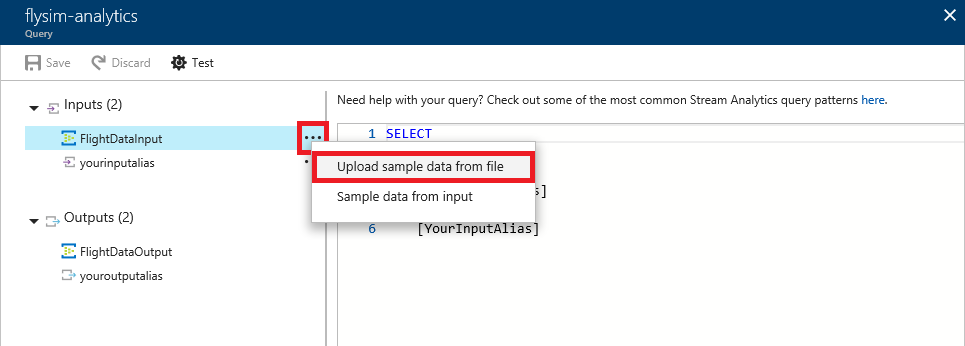 flysim-analytics
Query
Save Discard Test
Inputs (2)
FlightDataInput
yourinputalias
Outputs (2)
FlightDataOutput
youroutputalias
Need help with your query? Check out some of the most common Stream Analytics query patterns here.
1 SELECT
Upload sample data from file
Sample data from input
6 [YourInputAlias]